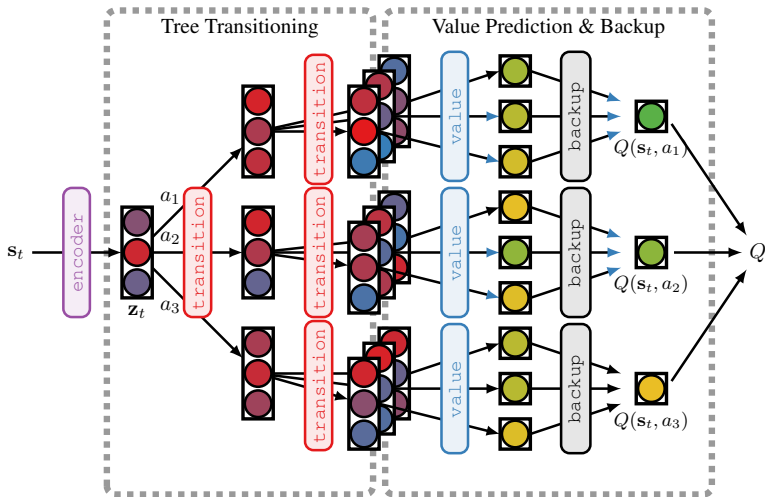 Tree Transitioning
Value Prediction & Backup
s_t
encoder
z_t
a_1
a_2
a_3
transition
transition
transition
transition
value
value
value
backup
backup
backup
Q(s_t, a_1)
Q(s_t, a_2)
Q(s_t, a_3)
Q